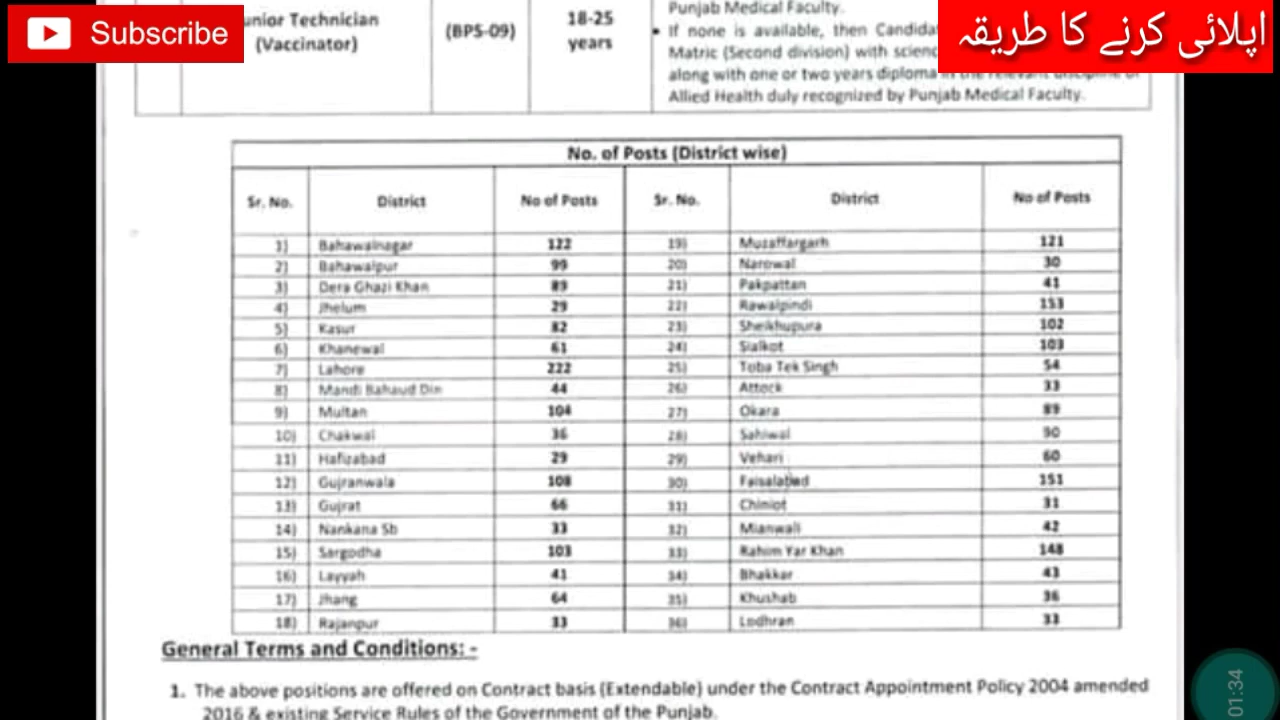 Subscribe
اپلائی کرنے کا طریقہ
unior Technician
(Vaccinator)
(BPS-09)
18-25
years
Punjab Medical Faculty.
• If none is available, then
Matric (Second division) with
along with one or two years diploma in the relevant discipline of
Allied Health duly recognized by Punjab Medical Faculty.
No. of Posts (District wise)
Sr. No. District No of Posts Sr. No. District No of Posts
1) Bahawalnagar 122 19) Muzaffargarh 121
2) Bahawalpur 99 20) Narowal 30
3) Dera Ghazi Khan 89 21) Pakpattan 41
4) Jhelum 29 22) Rawalpindi 153
5) Kasur 82 23) Sheikhupura 102
6) Khanewal 61 24) Sialkot 103
7) Lahore 222 25) Toba Tek Singh 54
8) Mandi Bahaud Din 44 26) Attock 33
9) Multan 104 27) Okara 89
10) Chakwal 36 28) Sahiwal 90
11) Hafizabad 29 29) Vehari 60
12) Gujranwala 108 30) Faisalabad 151
13) Gujrat 66 31) Chiniot 31
14) Nankana Sb 33 32) Mianwali 42
15) Sargodha 103 33) Rahim Yar Khan 148
16) Layyah 41 34) Bhakkar 43
17) Jhang 64 35) Khushab 36
18) Rajanpur 33 36) Lodhran 33
General Terms and Conditions: -
1. The above positions are offered on Contract basis (Extendable) under the Contract Appointment Policy 2004 amended
2016 & existing Service Rules of the Government of the Punjab.
01:34